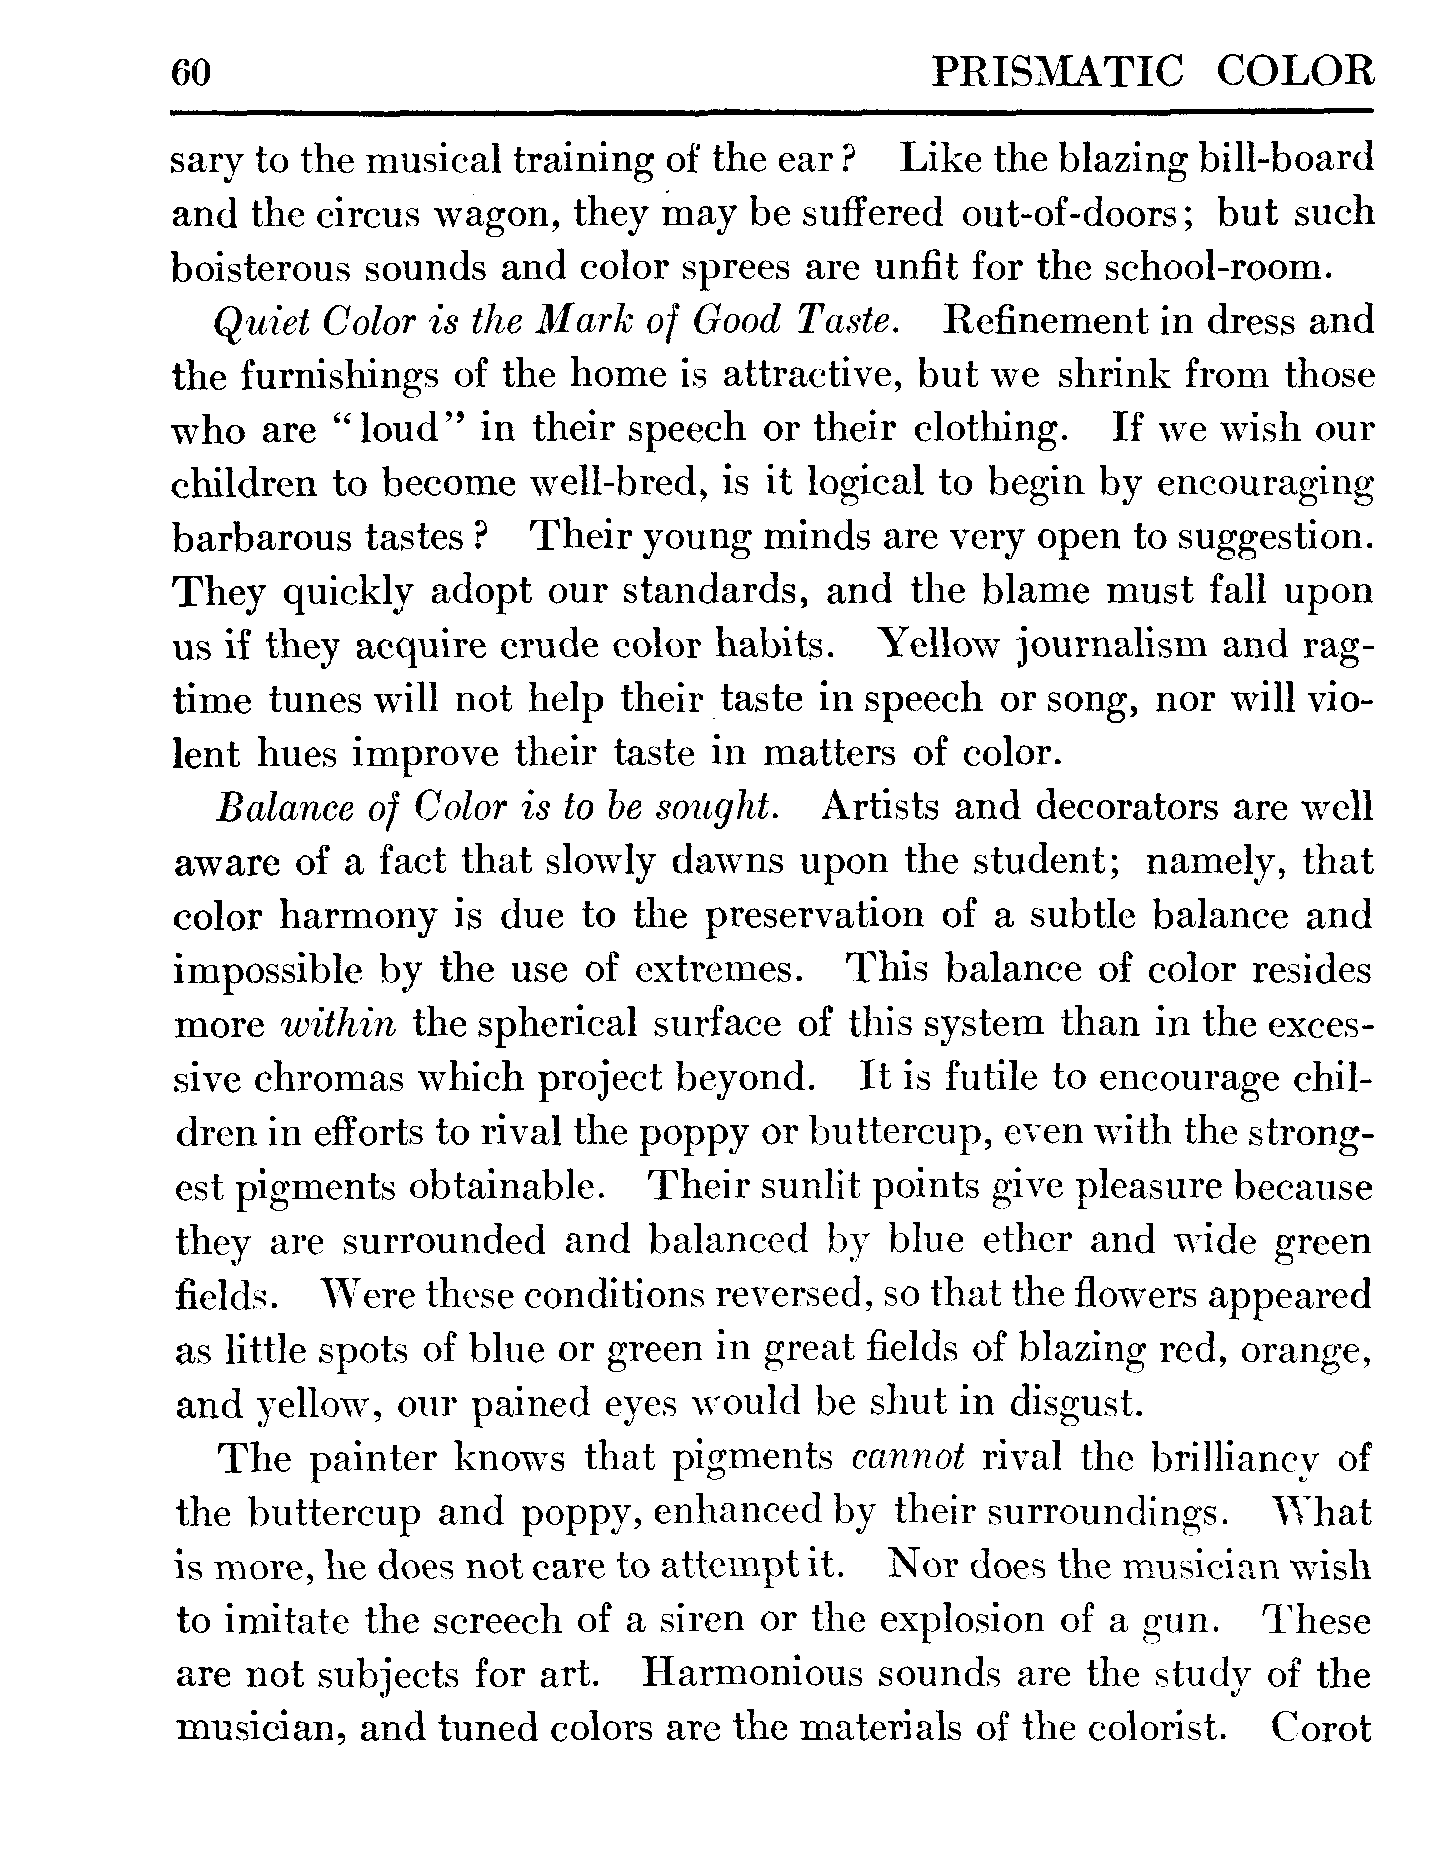 60 PRISMATIC COLOR
sary to the musical training of the ear? Like the blazing bill-board
and the circus wagon, they may be suffered out-of-doors; but such
boisterous sounds and color sprees are unfit for the school-room.
Quiet Color is the Mark of Good Taste. Refinement in dress and
the furnishings of the home is attractive, but we shrink from those
who are "loud" in their speech or their clothing. If we wish our
children to become well-bred, is it logical to begin by encouraging
barbarous tastes? Their young minds are very open to suggestion.
They quickly adopt our standards, and the blame must fall upon
us if they acquire crude color habits. Yellow journalism and rag-
time tunes will not help their taste in speech or song, nor will vio-
lent hues improve their taste in matters of color.
Balance of Color is to be sought. Artists and decorators are well
aware of a fact that slowly dawns upon the student; namely, that
color harmony is due to the preservation of a subtle balance and
impossible by the use of extremes. This balance of color resides
more within the spherical surface of this system than in the exces-
sive chromas which project beyond. It is futile to encourage chil-
dren in efforts to rival the poppy or buttercup, even with the strong-
est pigments obtainable. Their sunlit points give pleasure because
they are surrounded and balanced by blue ether and wide green
fields. Were these conditions reversed, so that the flowers appeared
as little spots of blue or green in great fields of blazing red, orange,
and yellow, our pained eyes would be shut in disgust.
The painter knows that pigments cannot rival the brilliancy of
the buttercup and poppy, enhanced by their surroundings. What
is more, he does not care to attempt it. Nor does the musician wish
to imitate the screech of a siren or the explosion of a gun. These
are not subjects for art. Harmonious sounds are the study of the
musician, and tuned colors are the materials of the colorist. Corot